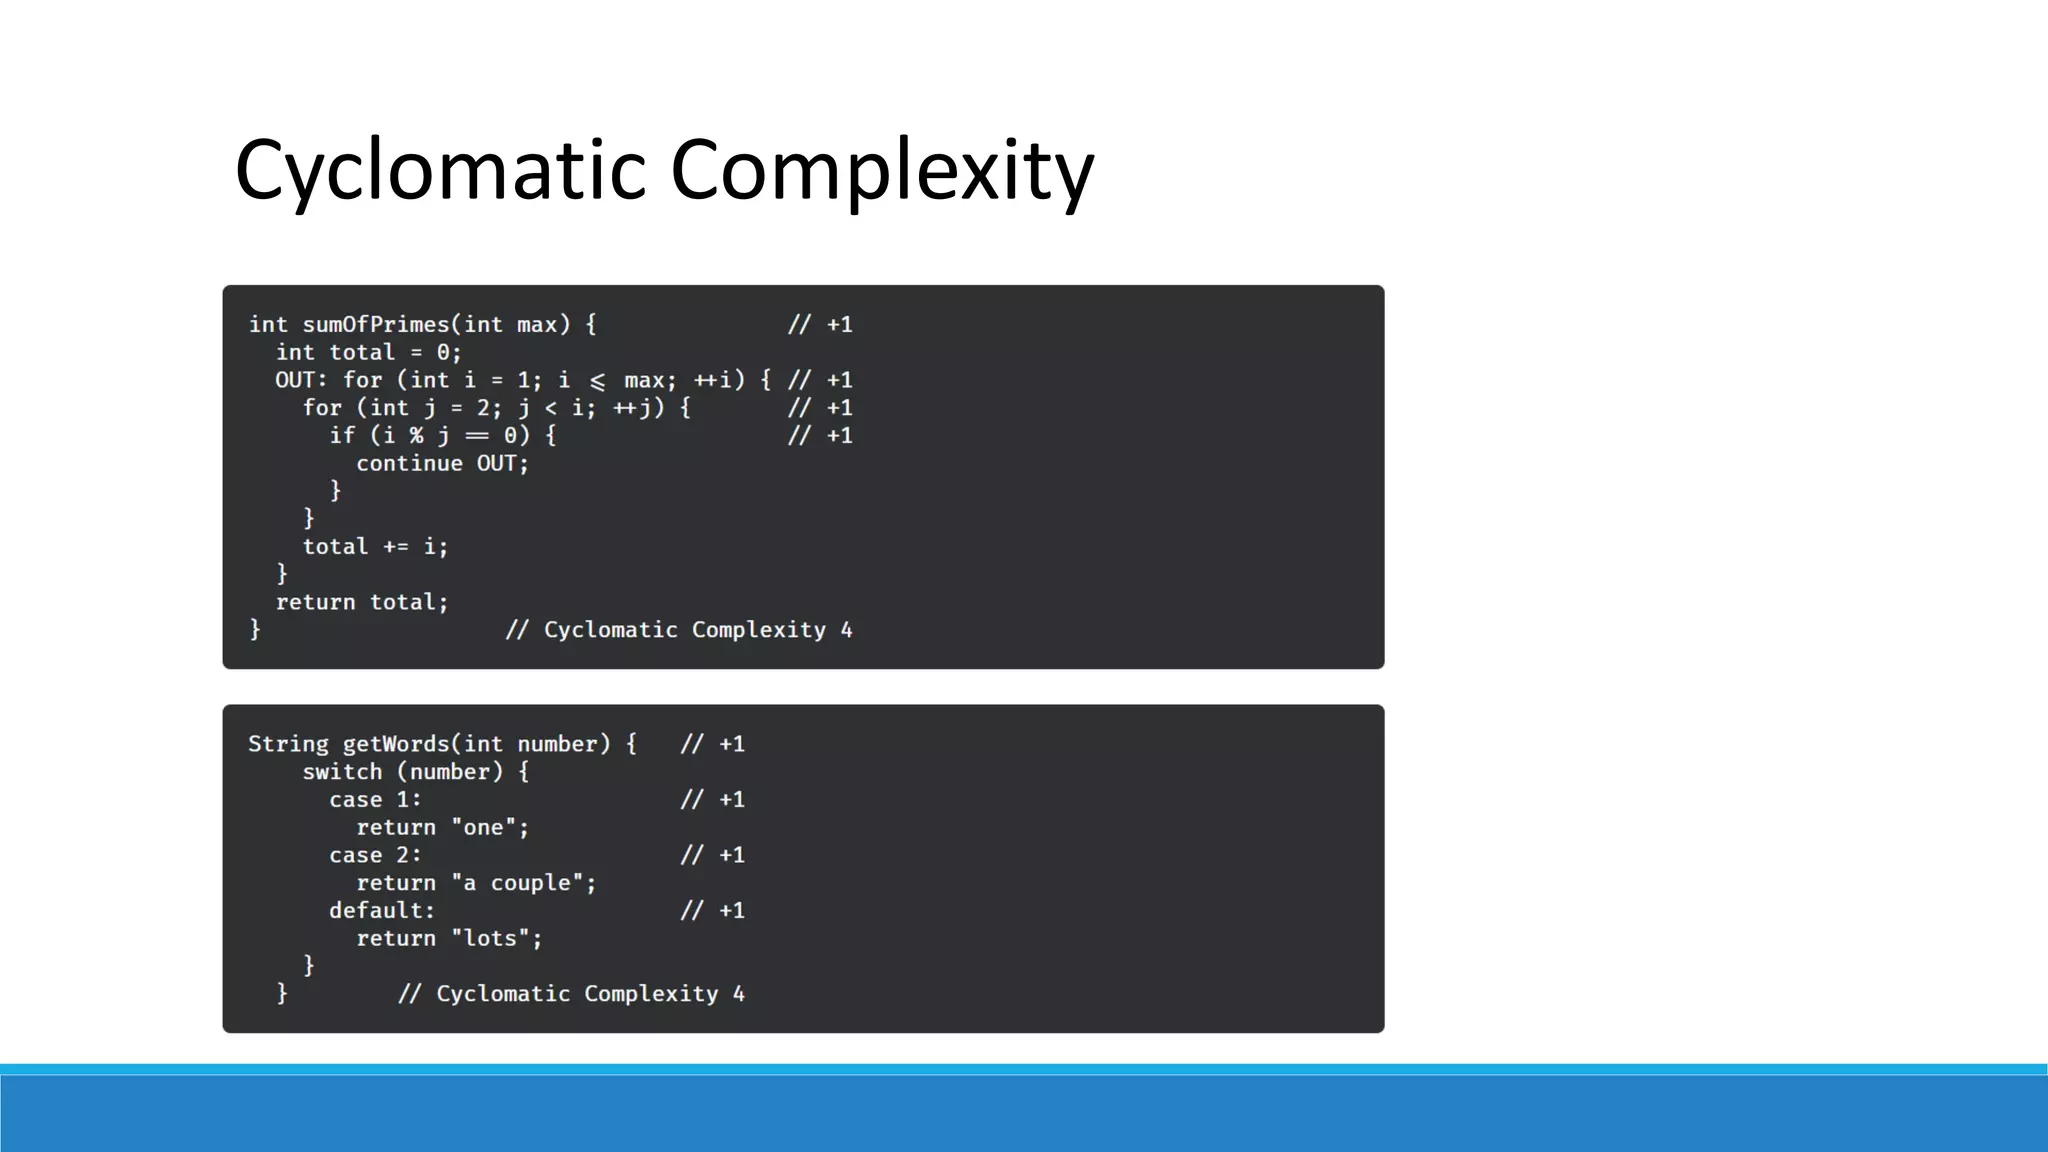 Cyclomatic Complexity
int sumOfPrimes(int max) {              // +1
  int total = 0;
  OUT: for (int i = 1; i <= max; ++i) { // +1
    for (int j = 2; j < i; ++j) {       // +1
      if (i % j == 0) {                 // +1
        continue OUT;
      }
    }
    total += i;
  }
  return total;
}                  // Cyclomatic Complexity 4
String getWords(int number) {   // +1
    switch (number) {
      case 1:                   // +1
        return "one";
      case 2:                   // +1
        return "a couple";
      default:                  // +1
        return "lots";
    }
  }        // Cyclomatic Complexity 4